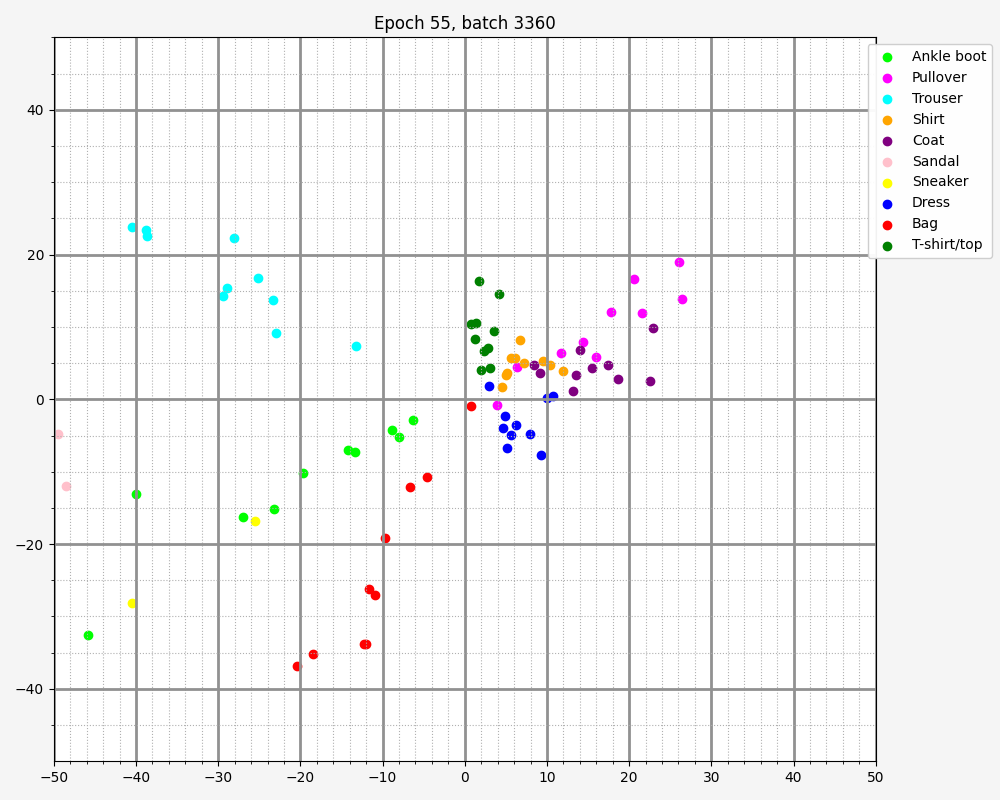 Epoch 55, batch 3360
Ankle boot
Pullover
Trouser
Shirt
Coat
Sandal
Sneaker
Dress
Bag
T-shirt/top
40
20
0
−20
−40
−50 −40 −30 −20 −10 0 10 20 30 40 50